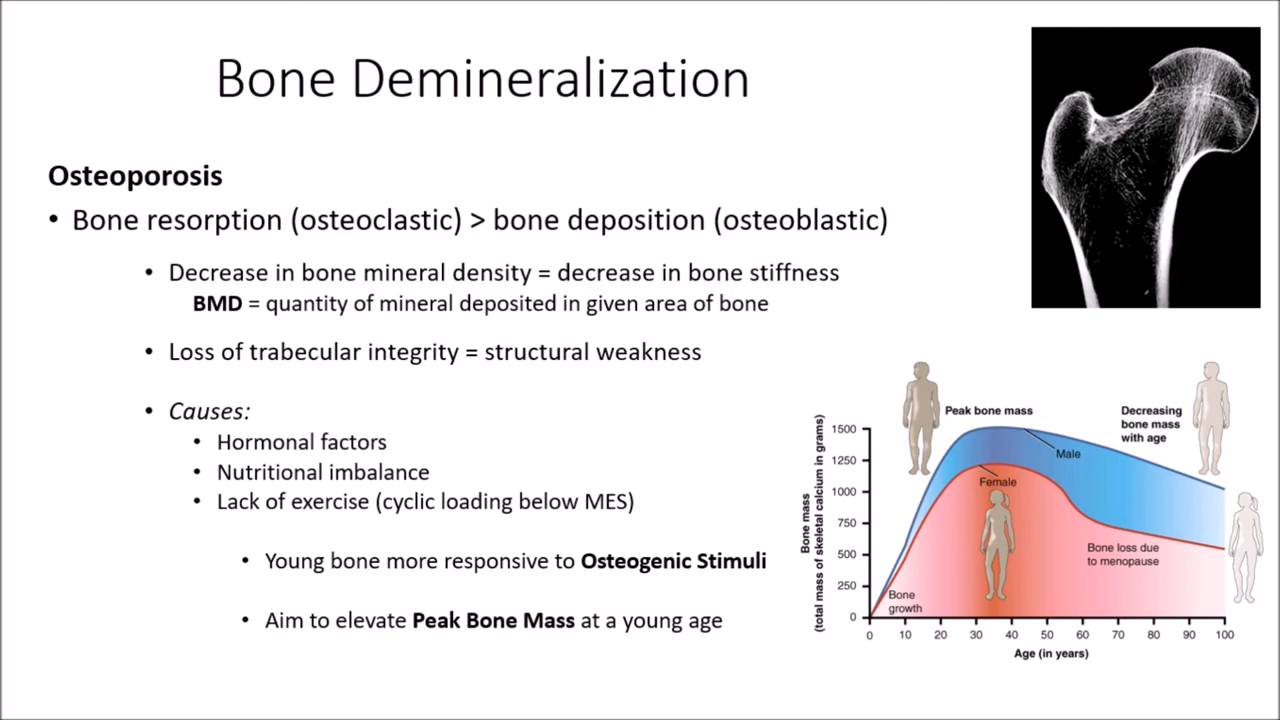 Bone Demineralization
Osteoporosis
• Bone resorption (osteoclastic) > bone deposition (osteoblastic)
• Decrease in bone mineral density = decrease in bone stiffness
BMD = quantity of mineral deposited in given area of bone
• Loss of trabecular integrity = structural weakness
• Causes:
• Hormonal factors
• Nutritional imbalance
• Lack of exercise (cyclic loading below MES)
• Young bone more responsive to Osteogenic Stimuli
• Aim to elevate Peak Bone Mass at a young age
Peak bone mass
Decreasing
bone mass
with age
Male
Female
Bone loss due
to menopause
Bone
growth
Bone mass
(total mass of skeletal calcium in grams)
1500
1250
1000
750
500
250
0
0 10 20 30 40 50 60 70 80 90 100
Age (in years)